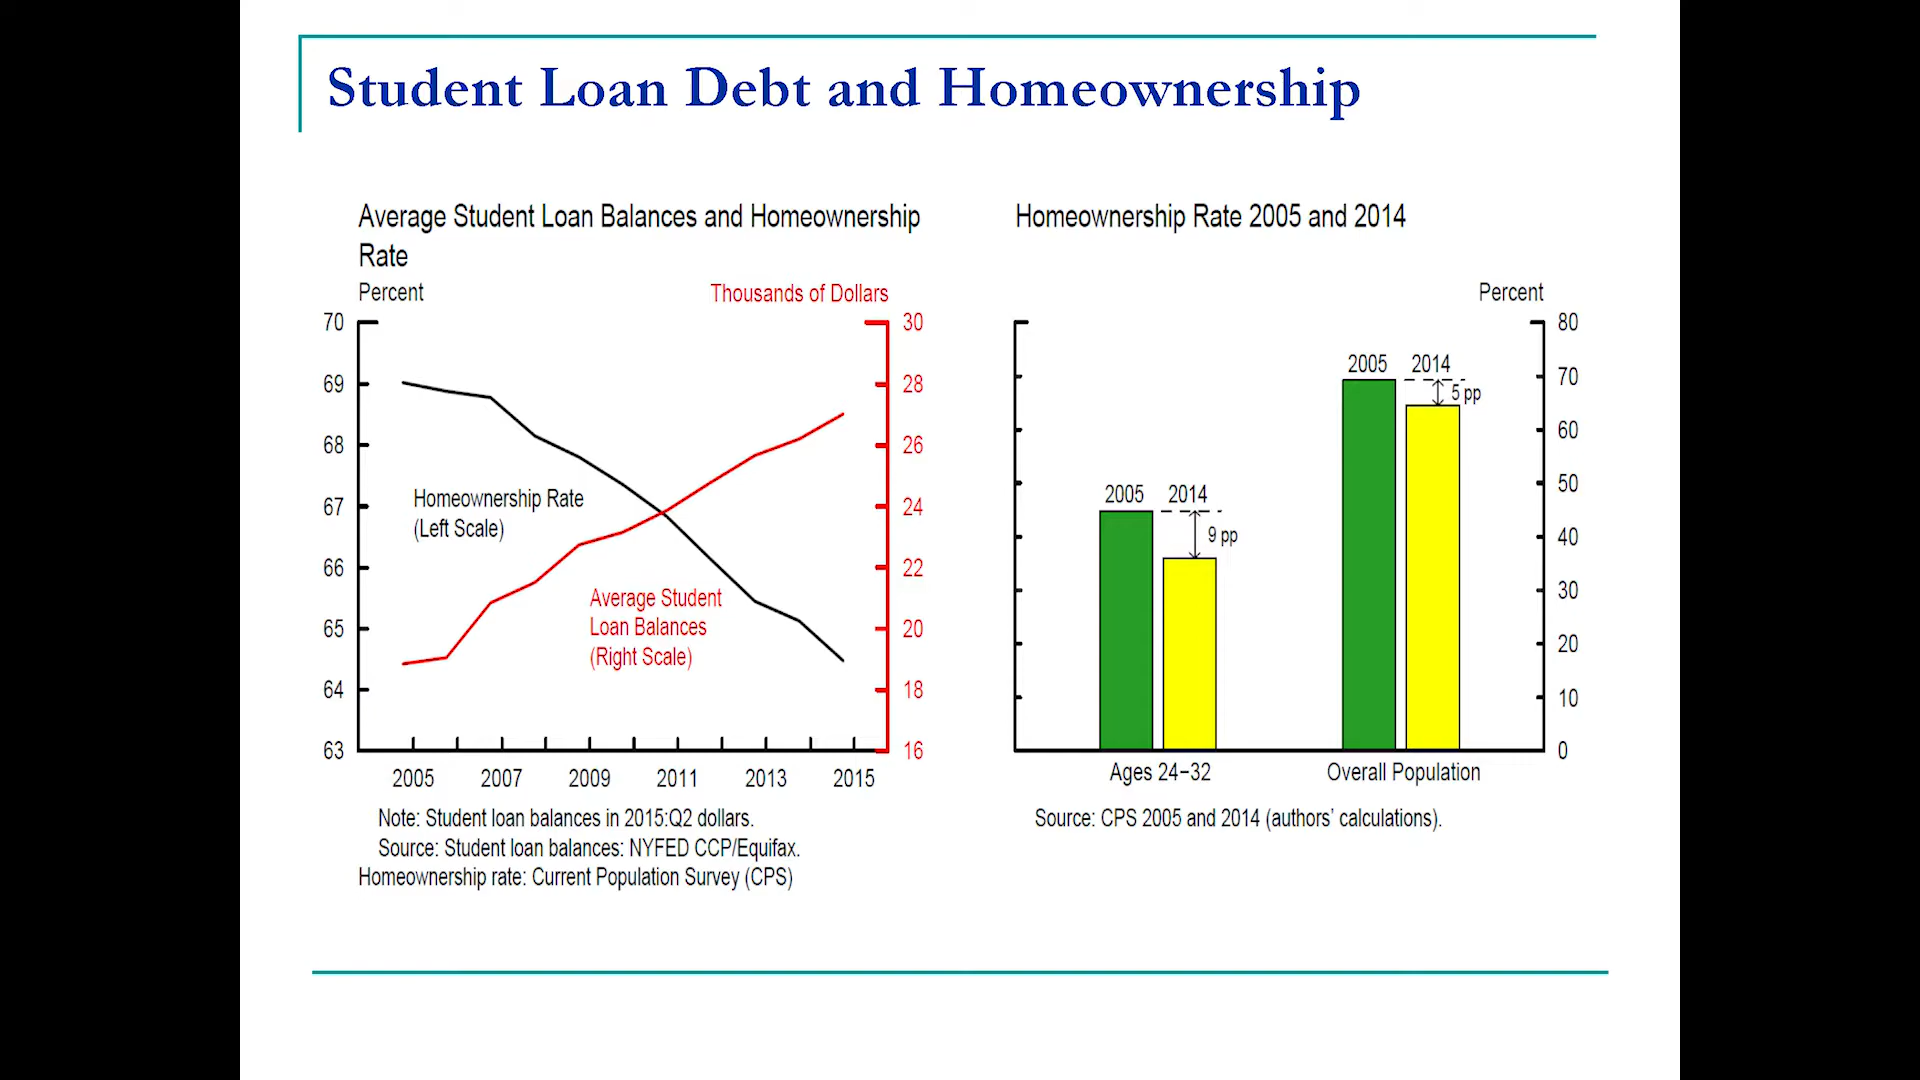 Student Loan Debt and Homeownership
Average Student Loan Balances and Homeownership
Rate
Percent
Thousands of Dollars
70
69
68
67
66
65
64
63
30
28
26
24
22
20
18
16
Homeownership Rate
(Left Scale)
Average Student
Loan Balances
(Right Scale)
2005 2007 2009 2011 2013 2015
Note: Student loan balances in 2015:Q2 dollars.
Source: Student loan balances: NYFED CCP/Equifax.
Homeownership rate: Current Population Survey (CPS)
Homeownership Rate 2005 and 2014
Percent
80
70
60
50
40
30
20
10
0
2005 2014
9 pp
2005 2014
5 pp
Ages 24−32 Overall Population
Source: CPS 2005 and 2014 (authors' calculations).